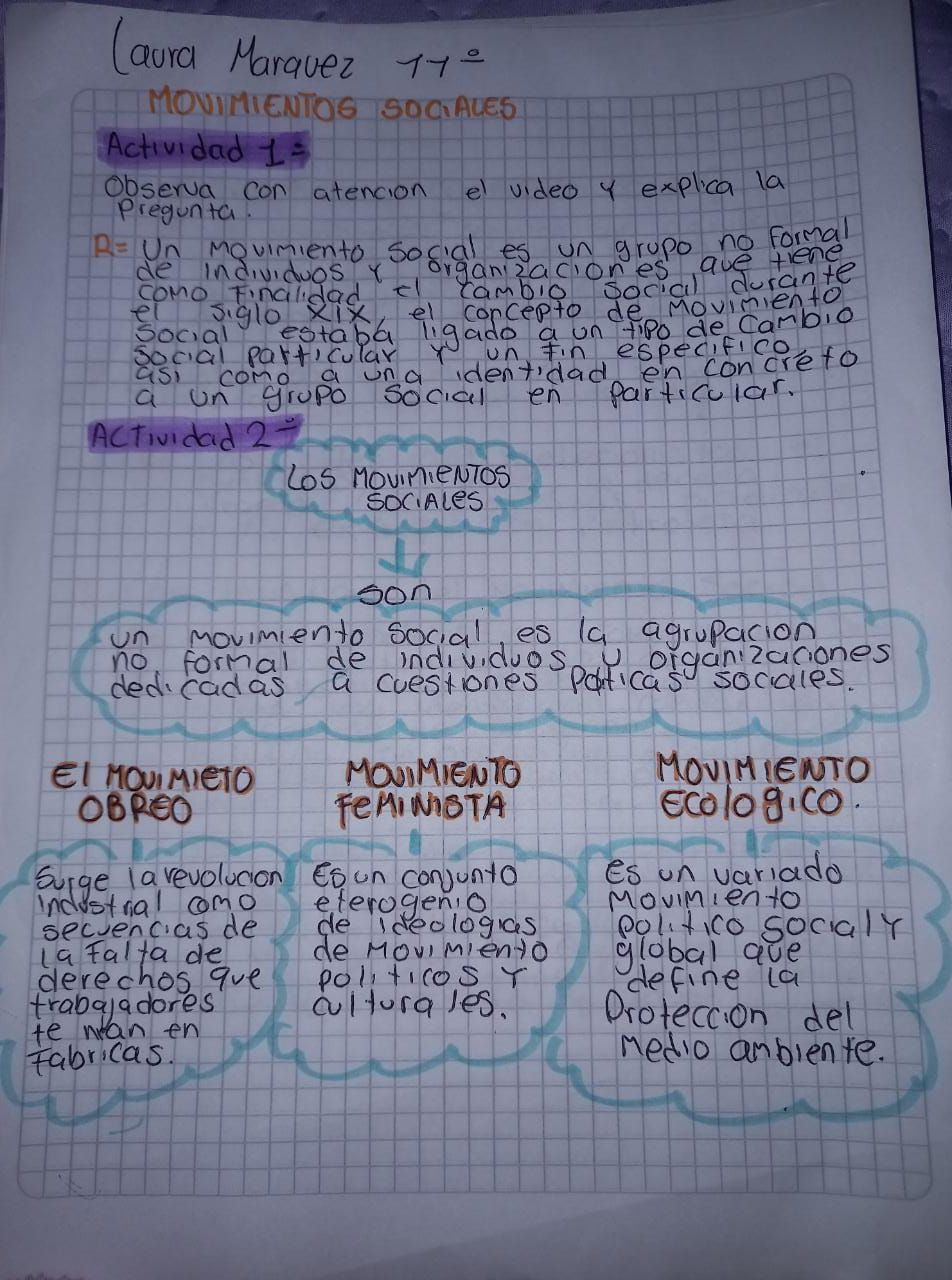 Laura Marquez 11º
MOVIMIENTOS SOCIALES
Actividad 1=
Observa con atencion el video y explica la
Pregunta.
R= Un Movimiento Social es un grupo no formal
de individuos y organizaciones que tiene
como finalidad el cambio social durante
el siglo XIX, el concepto de Movimiento
Social estaba ligado a un tipo de cambio
Social particular y un fin especifico,
asi como a una identidad en concreto
a un grupo social en particular.
ACTividad 2=
LOS MOVIMIENTOS
SOCIALES
son
un movimiento social es la agrupacion
no formal de individuos y organizaciones
dedicadas a cuestiones Poticas sociales.
El MOVIMIETO
OBREO
Surge la revolucion
industrial como
secuencias de
la falta de
derechos que
trabajadores
te nian en
fabricas.
MOVIMIENTO
FEMINISTA
Es un conjunto
eterogenio
de ideologias
de Movimiento
politicos y
culturales.
MOVIMIENTO
ECologico.
Es un variado
Movimiento
politico social y
global que
define la
Proteccion del
Medio ambiente.